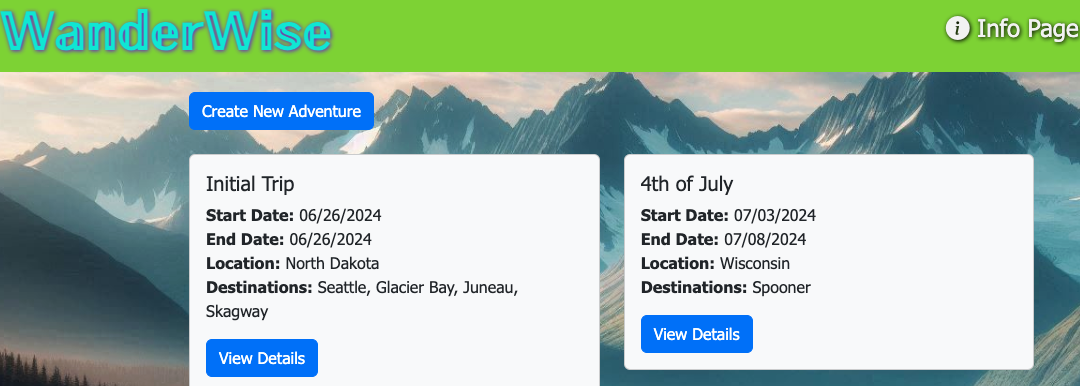 WanderWise
i Info Page
Create New Adventure
Initial Trip
Start Date: 06/26/2024
End Date: 06/26/2024
Location: North Dakota
Destinations: Seattle, Glacier Bay, Juneau,
Skagway
View Details
4th of July
Start Date: 07/03/2024
End Date: 07/08/2024
Location: Wisconsin
Destinations: Spooner
View Details